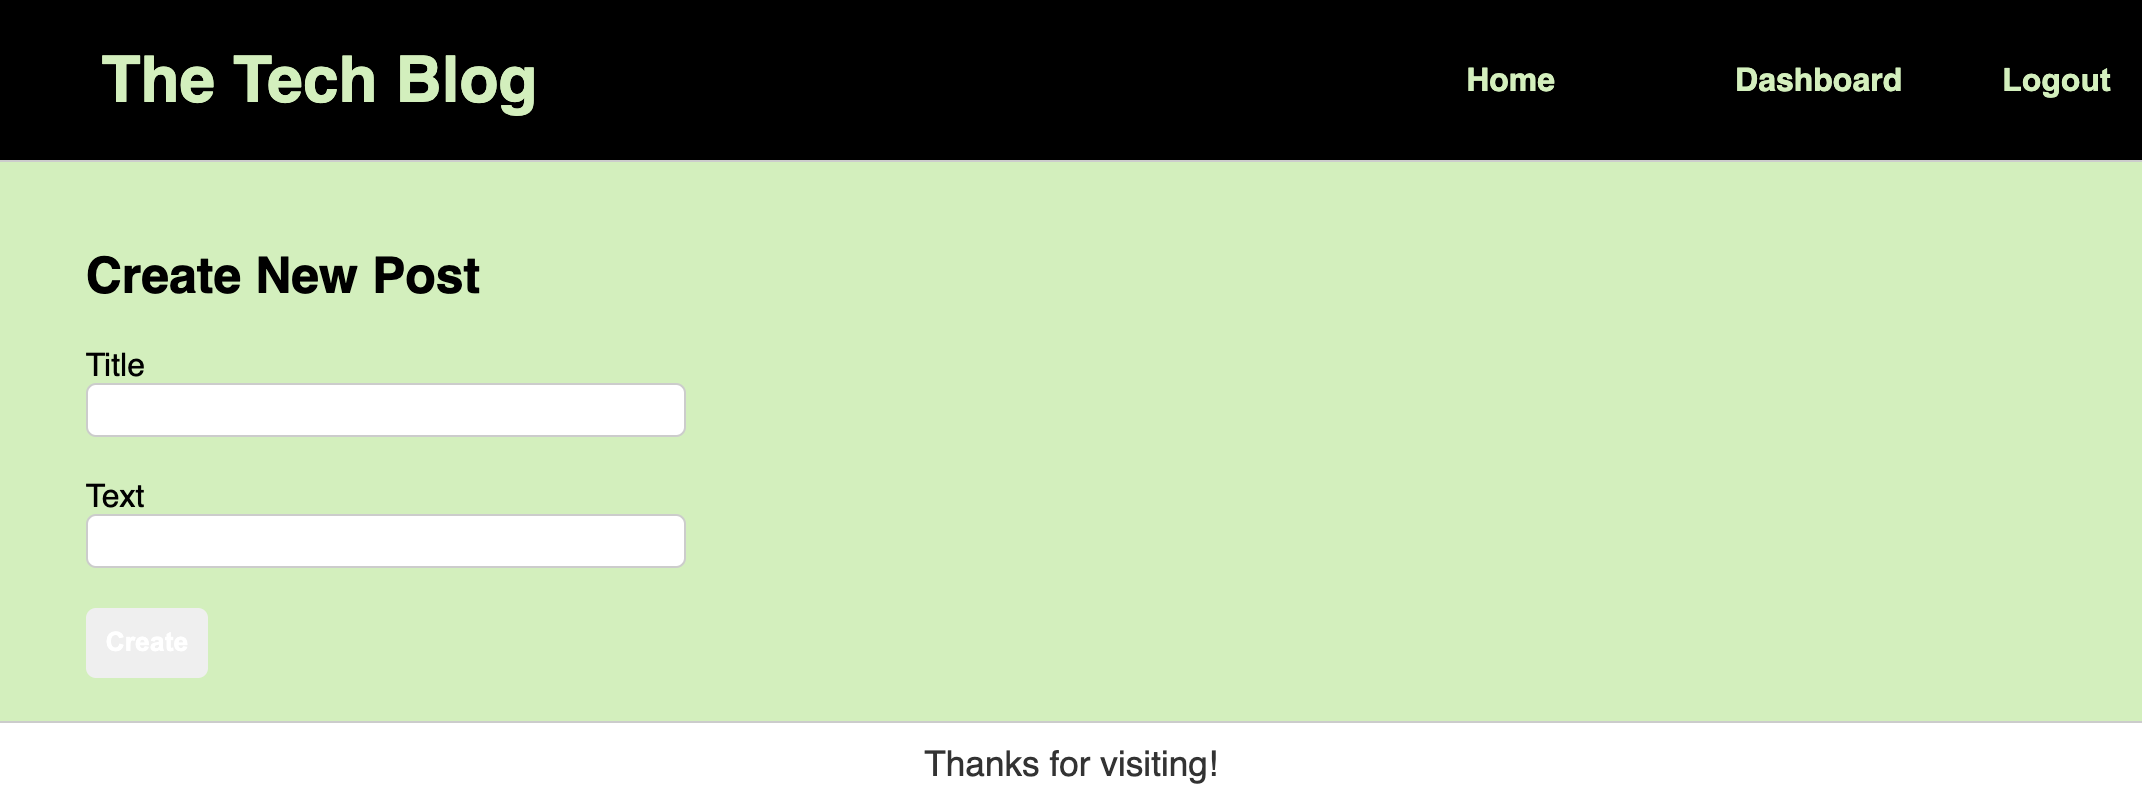 The Tech Blog
Home Dashboard Logout
Create New Post
Title
Text
Create
Thanks for visiting!